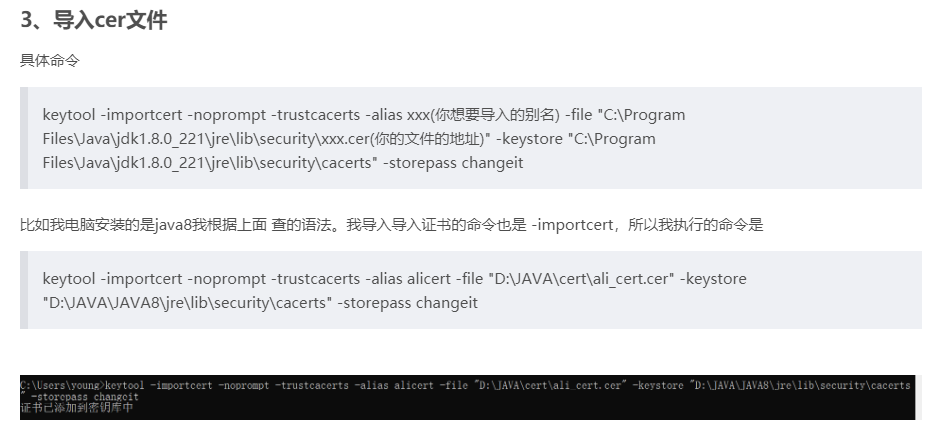 3、导入cer文件
具体命令
keytool -importcert -noprompt -trustcacerts -alias xxx(你想要导入的别名) -file "C:\Program
Files\Java\jdk1.8.0_221\jre\lib\security\xxx.cer(你的文件的地址)" -keystore "C:\Program
Files\Java\jdk1.8.0_221\jre\lib\security\cacerts" -storepass changeit
比如我电脑安装的是java8我根据上面 查的语法。我导入导入证书的命令也是 -importcert，所以我执行的命令是
keytool -importcert -noprompt -trustcacerts -alias alicert -file "D:\JAVA\cert\ali_cert.cer" -keystore
"D:\JAVA\JAVA8\jre\lib\security\cacerts" -storepass changeit
C:\Users\young>keytool -importcert -noprompt -trustcacerts -alias alicert -file "D:\JAVA\cert\ali_cert.cer" -keystore "D:\JAVA\JAVA8\jre\lib\security\cacerts
" -storepass changeit
证书已添加到密钥库中